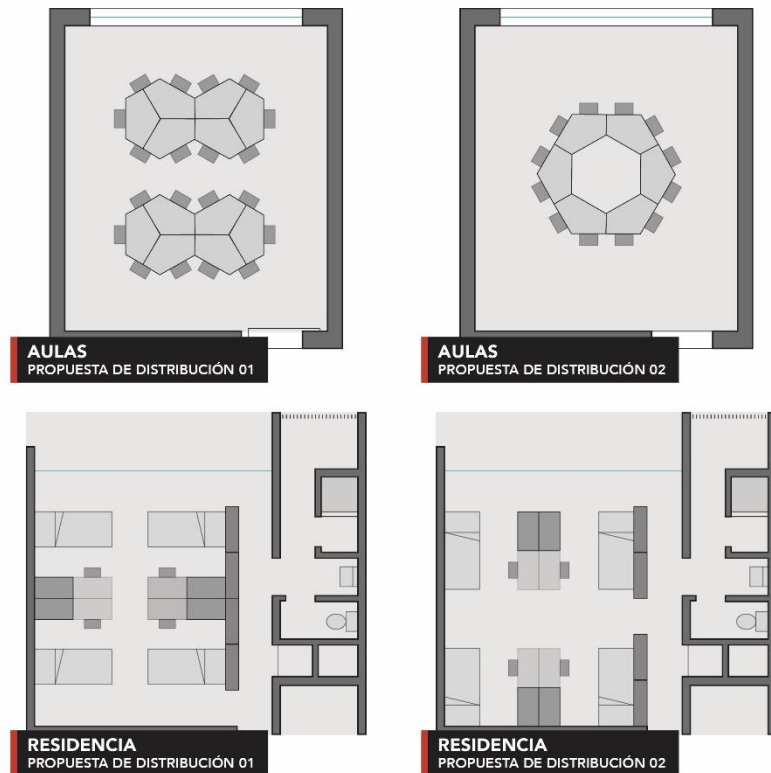 AULAS
PROPUESTA DE DISTRIBUCIÓN 01
AULAS
PROPUESTA DE DISTRIBUCIÓN 02
RESIDENCIA
PROPUESTA DE DISTRIBUCIÓN 01
RESIDENCIA
PROPUESTA DE DISTRIBUCIÓN 02